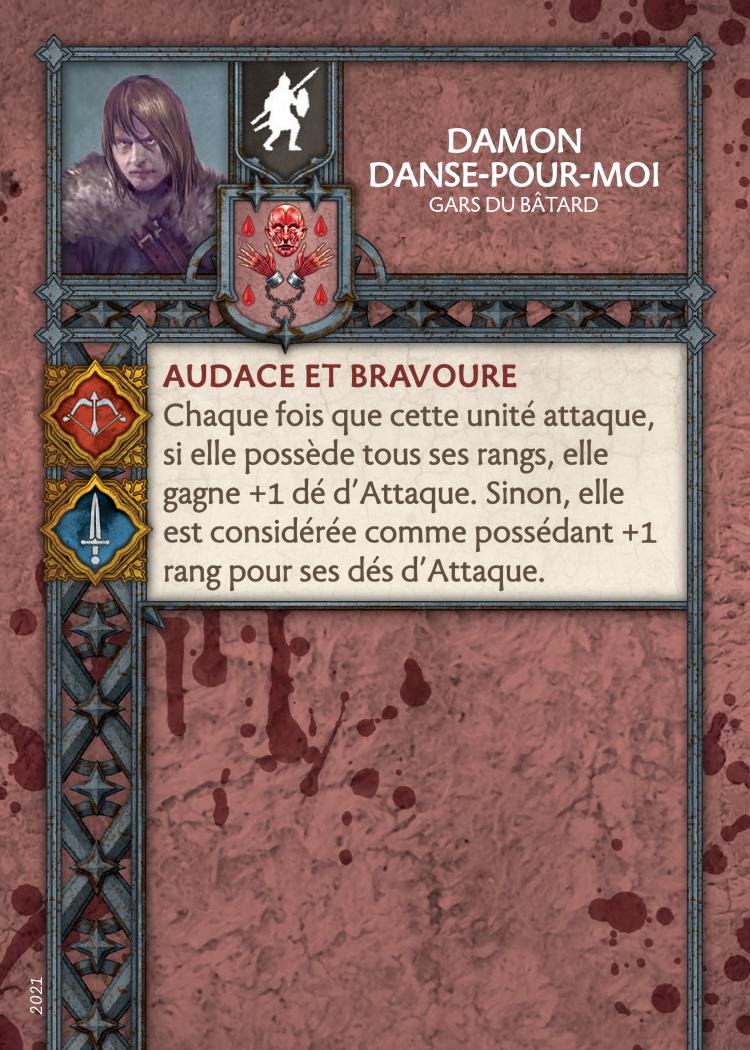 DAMON
DANSE-POUR-MOI
GARS DU BÂTARD
AUDACE ET BRAVOURE
Chaque fois que cette unité attaque,
si elle possède tous ses rangs, elle
gagne +1 dé d’Attaque. Sinon, elle
est considérée comme possédant +1
rang pour ses dés d’Attaque.
2021